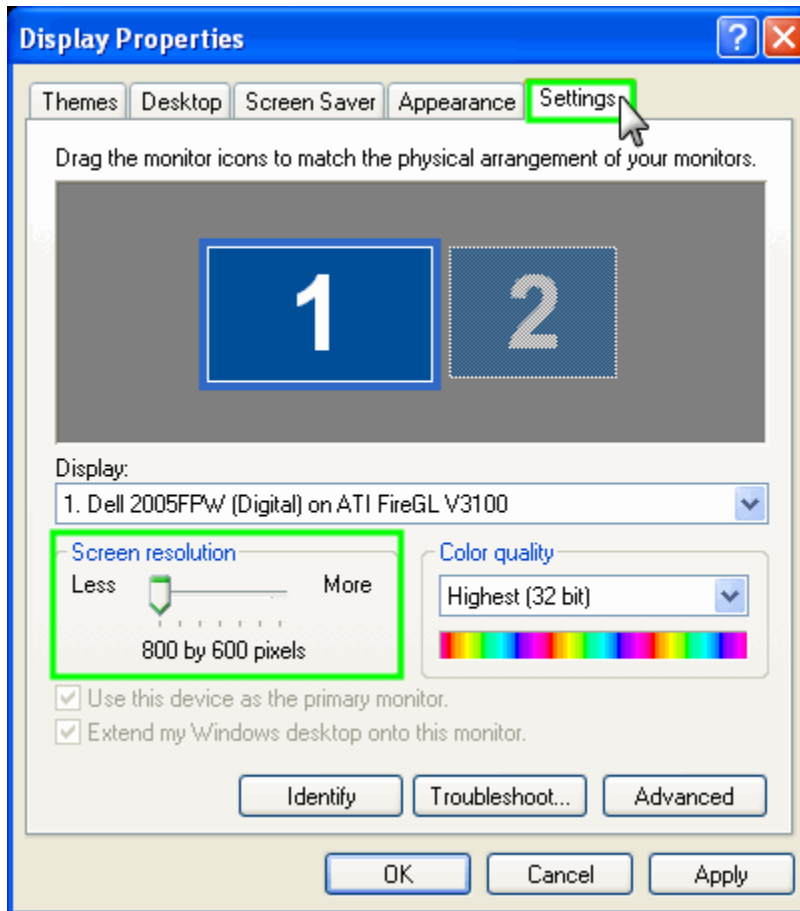 Display Properties
Themes Desktop Screen Saver Appearance Settings
Drag the monitor icons to match the physical arrangement of your monitors.
1 2
Display:
1. Dell 2005FPW (Digital) on ATI FireGL V3100
Screen resolution
Less More
800 by 600 pixels
Color quality
Highest (32 bit)
Use this device as the primary monitor.
Extend my Windows desktop onto this monitor.
Identify Troubleshoot... Advanced
OK Cancel Apply